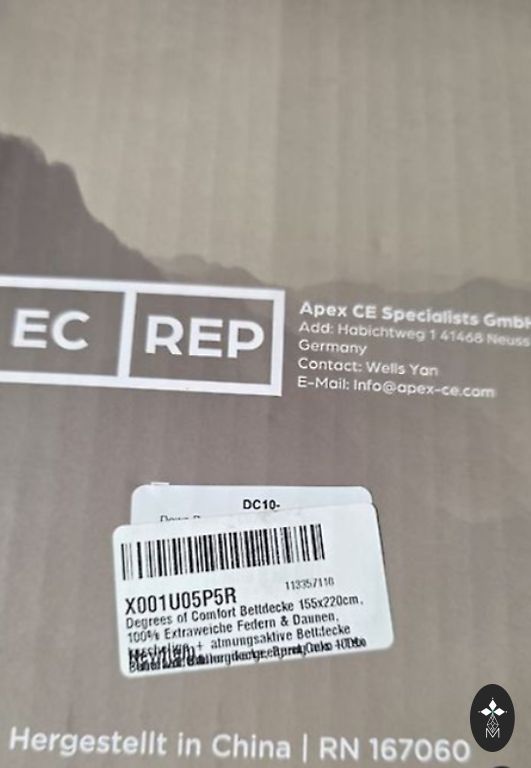 EC REP
Apex CE Specialists GmbH
Add: Habichtweg 1 41468 Neuss
Germany
Contact: Wells Yan
E-Mail: Info@apex-ce.com
DC10-
113357118
X001U05P5R
Degrees of Comfort Bettdecke 155x220cm,
100% Extraweiche Federn & Daunen,
kuschelige + atmungsaktive Bettdecke
Hergestellt in China | RN 167060
M